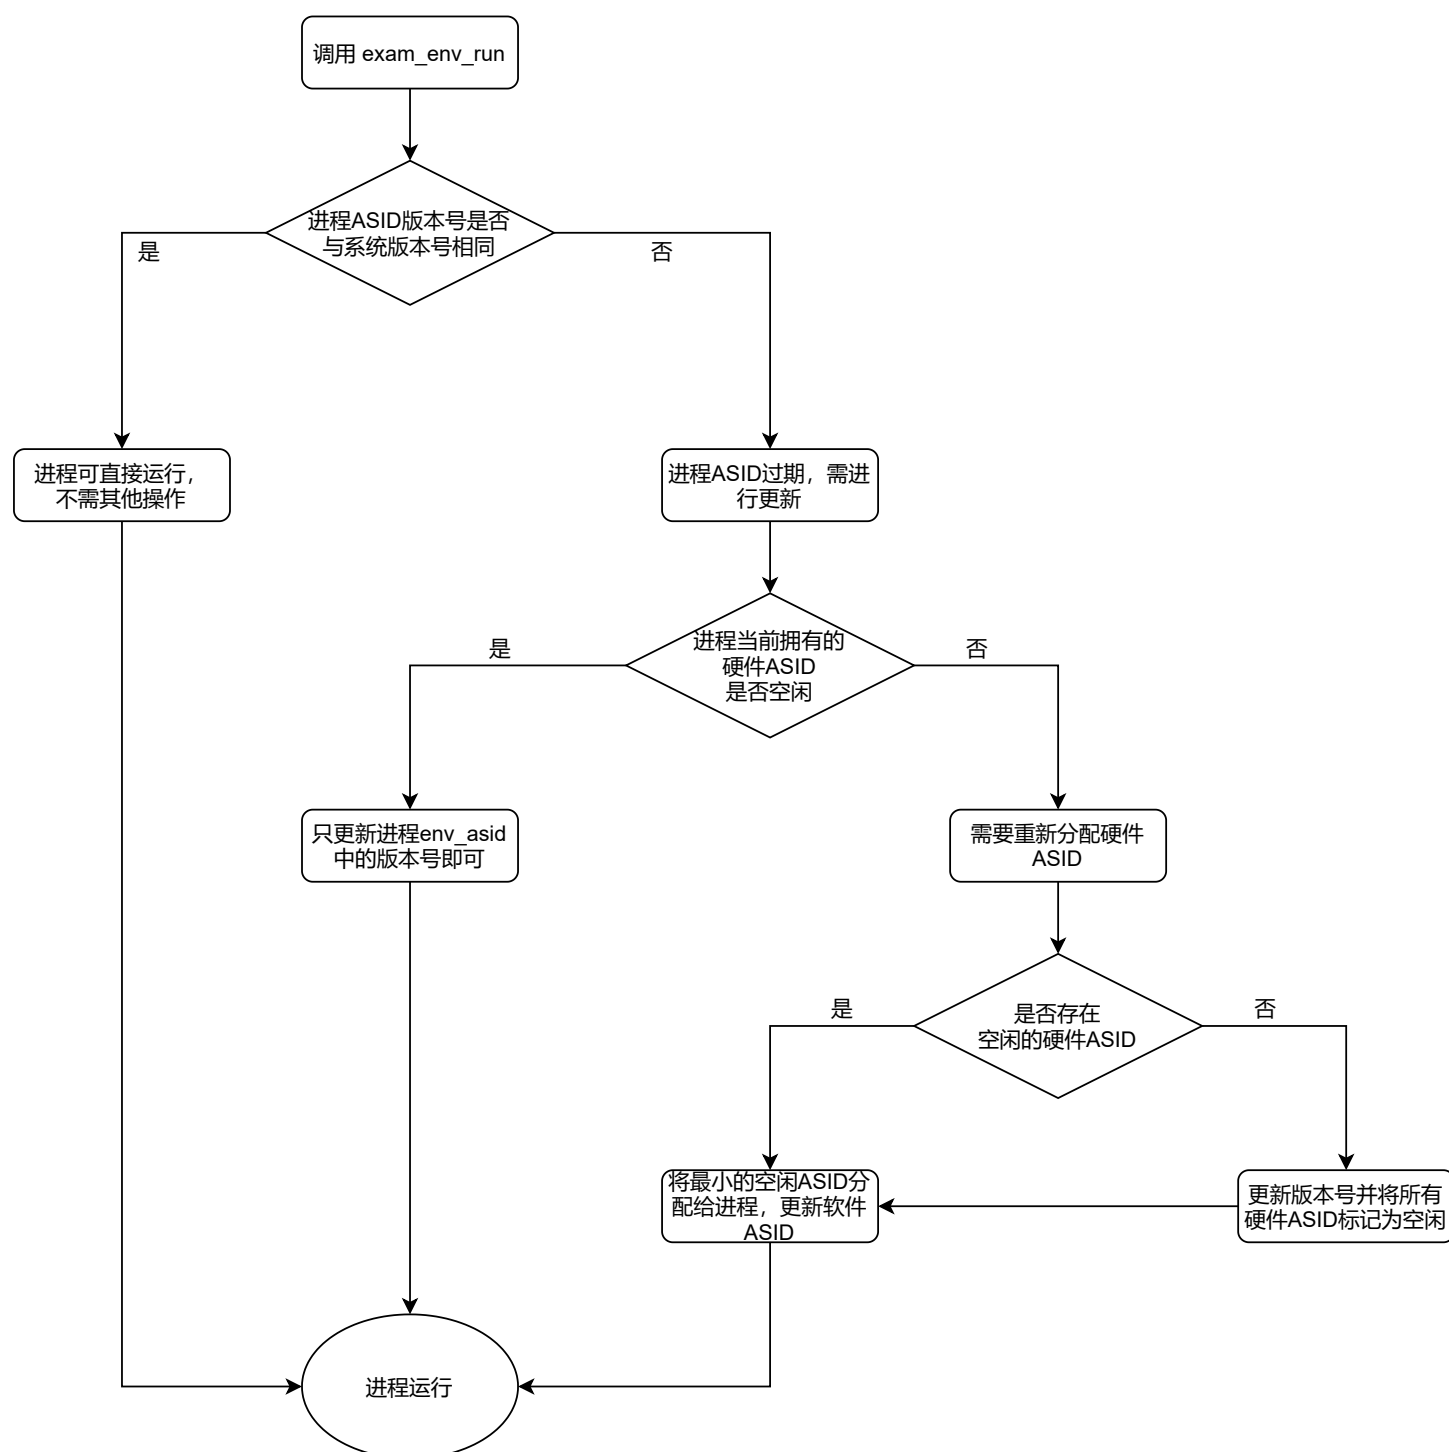 调用 exam_env_run
进程ASID版本号是否
与系统版本号相同
是
否
进程可直接运行，
不需其他操作
进程ASID过期，需进
行更新
进程当前拥有的
硬件ASID
是否空闲
是
否
只更新进程env_asid
中的版本号即可
需要重新分配硬件
ASID
是否存在
空闲的硬件ASID
是
否
将最小的空闲ASID分
配给进程，更新软件
ASID
更新版本号并将所有
硬件ASID标记为空闲
进程运行